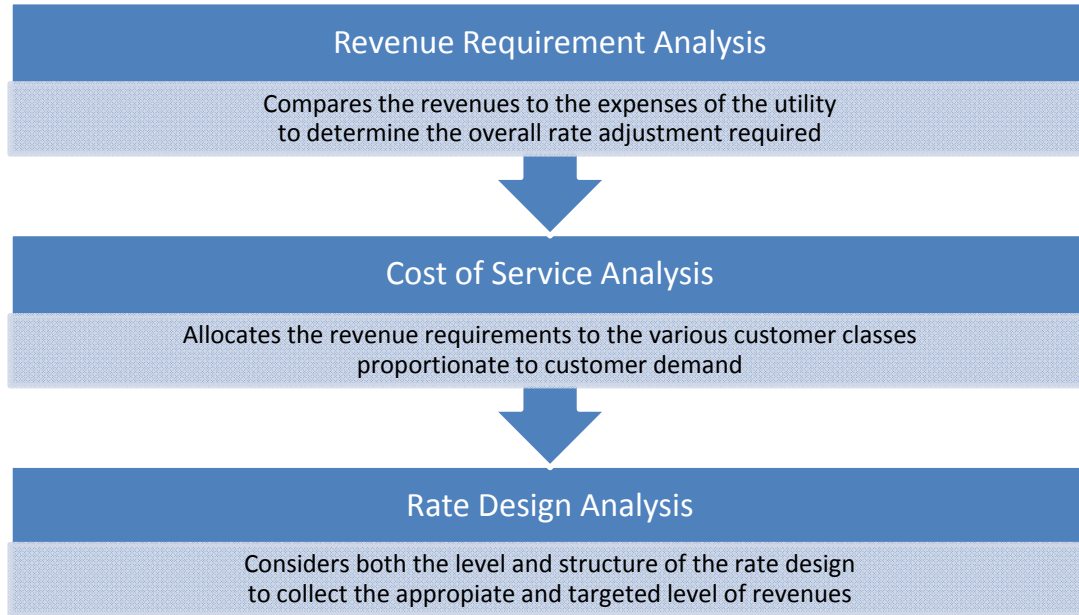 Revenue Requirement Analysis
Compares the revenues to the expenses of the utility
to determine the overall rate adjustment required
Cost of Service Analysis
Allocates the revenue requirements to the various customer classes
proportionate to customer demand
Rate Design Analysis
Considers both the level and structure of the rate design
to collect the appropiate and targeted level of revenues